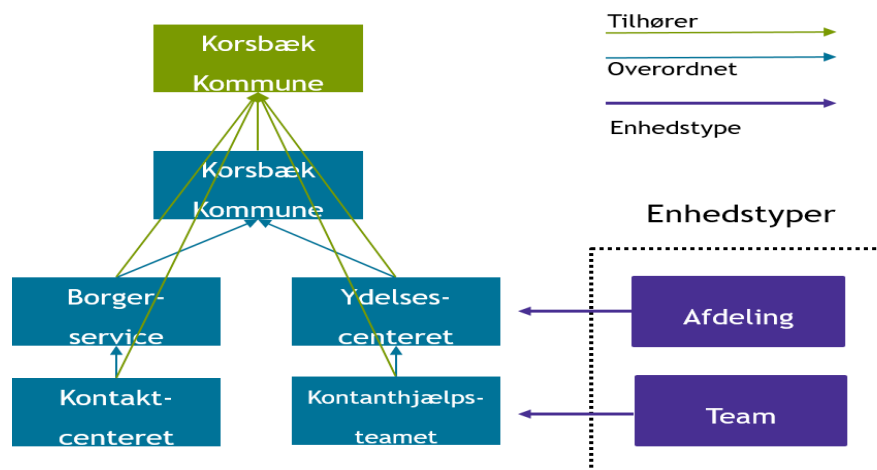 Korsbæk
Kommune
Tilhører
Overordnet
Enhedstype
Korsbæk
Kommune
Enhedstyper
Borger-
service
Ydelses-
centeret
Afdeling
Kontakt-
centeret
Kontanthjælps-
teamet
Team